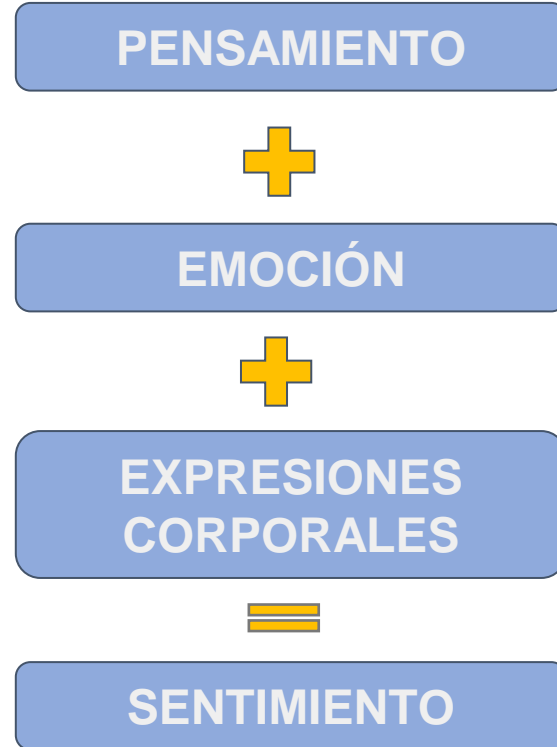 PENSAMIENTO
EMOCIÓN
EXPRESIONES
CORPORALES
SENTIMIENTO